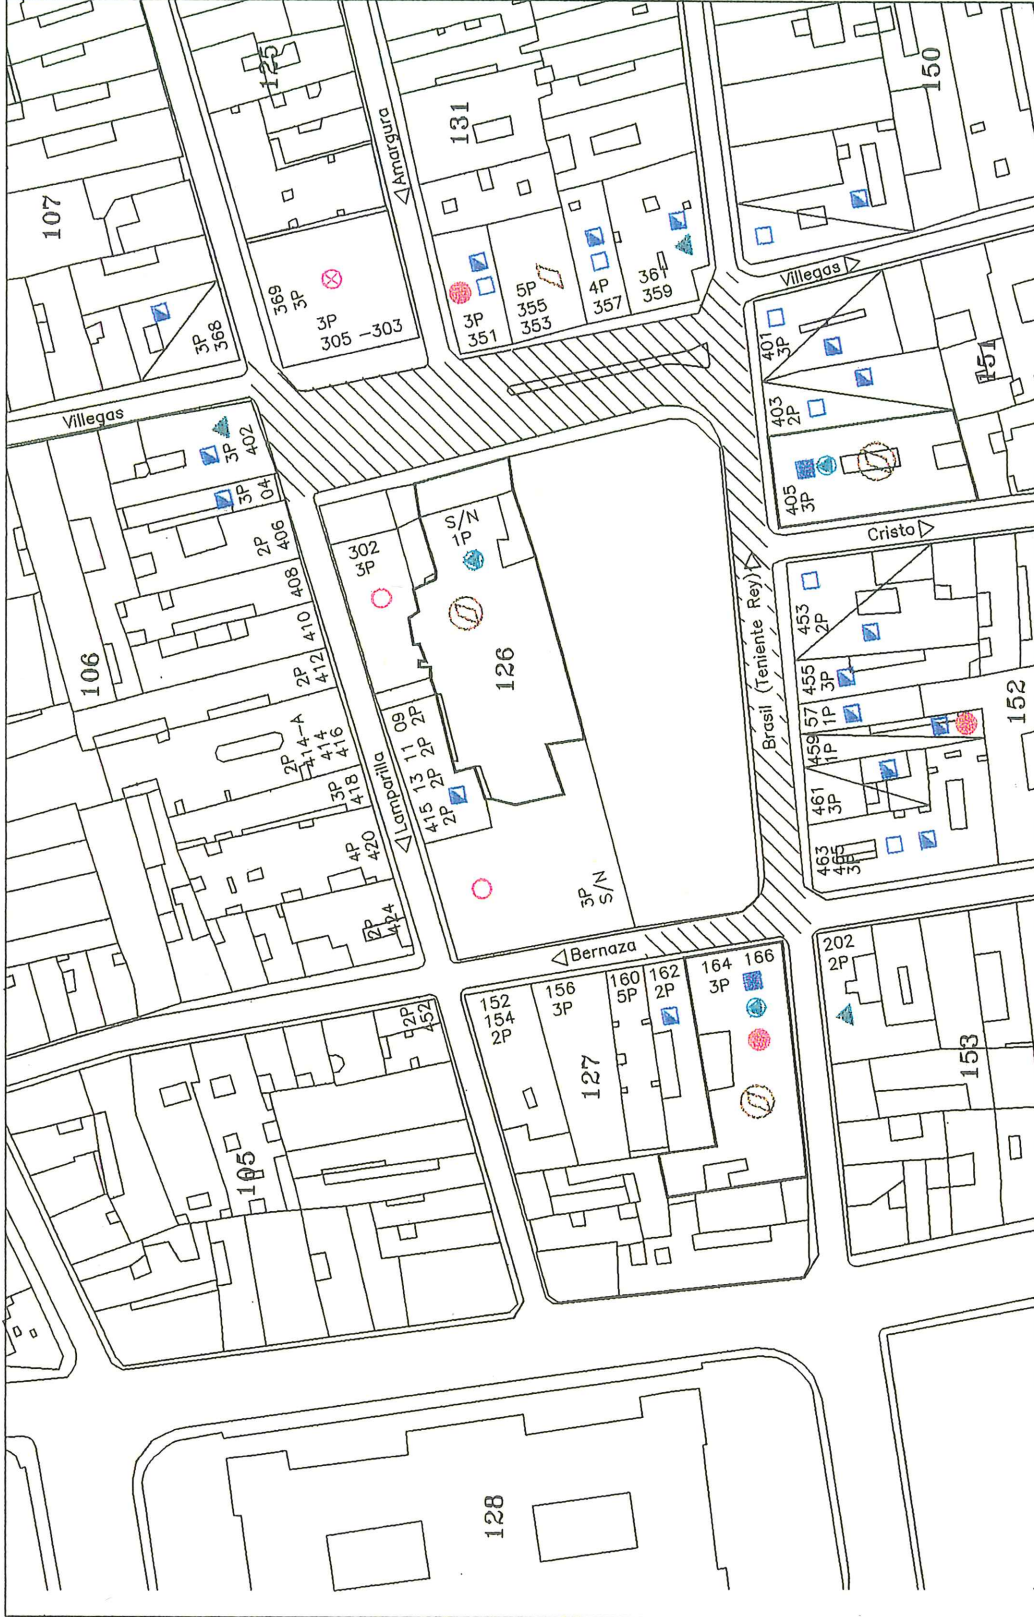 107
125
131
150
Amargura
369
3P
3P
305 -303
3P
368
3P
351
5P
355
353
4P
357
361
359
Villegas
Villegas
401
3P
403
2P
405
3P
151
Cristo
3P
402
3P
04
2P
406
408
410
2P
412
2P
414-A
414
416
3P
418
4P
420
2P
424
106
Lamparilla
302
3P
S/N
1P
126
09
2P
11
2P
13
2P
415
2P
3P
S/N
Brasil (Teniente Rey)
453
2P
455
3P
57
1P
459
1P
461
3P
463
465
3P
152
Bernaza
2P
452
105
152
154
2P
156
3P
160
5P
162
2P
164
3P
166
127
202
2P
153
128